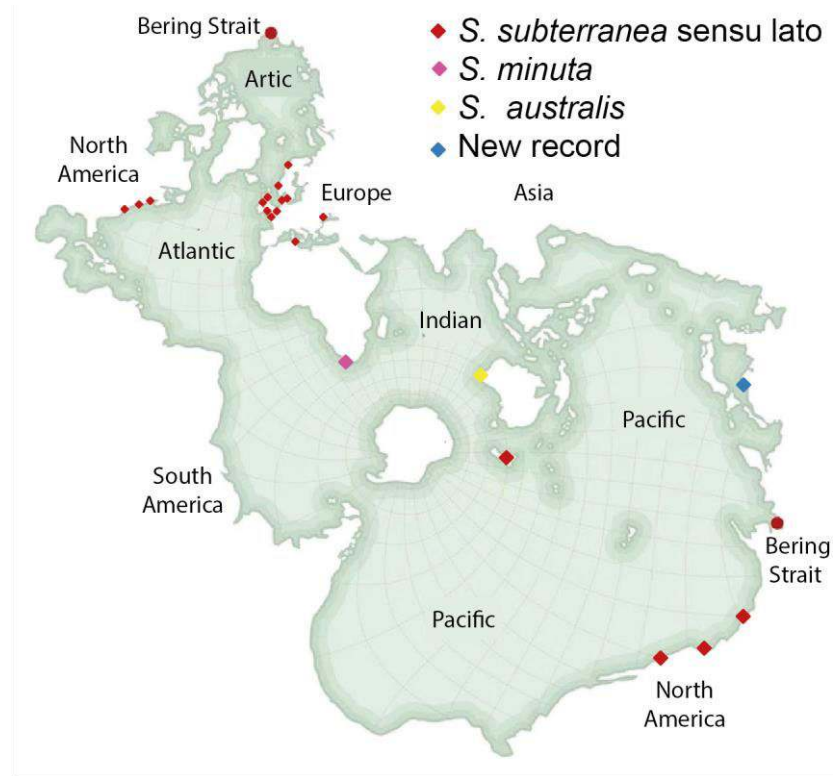 Bering Strait
S. subterranea sensu lato
Artic
S. minuta
S. australis
North
America
New record
Europe
Asia
Atlantic
Indian
Pacific
South
America
Bering
Strait
Pacific
North
America